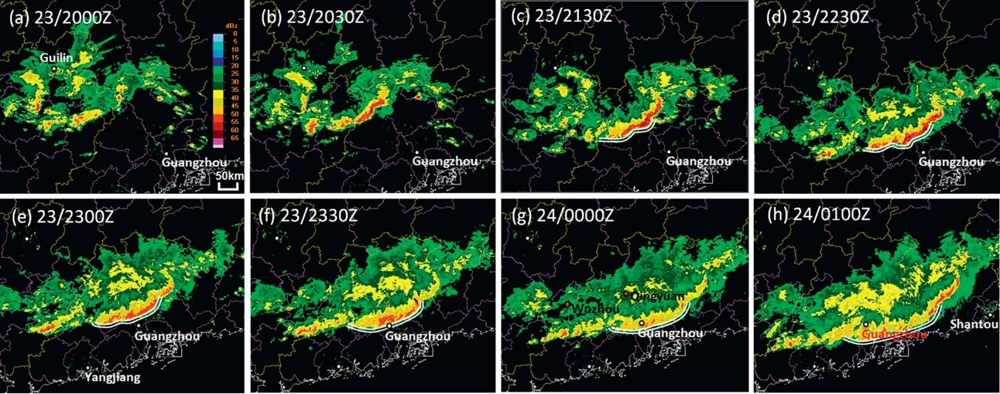 (a) 23/2000Z
dBz
0
5
10
15
20
25
30
35
40
45
50
55
60
65
Guilin
Guangzhou
50km
(b) 23/2030Z
Guangzhou
(c) 23/2130Z
Guangzhou
(d) 23/2230Z
Guangzhou
(e) 23/2300Z
Guangzhou
Yangjiang
(f) 23/2330Z
Guangzhou
(g) 24/0000Z
Qingyuan
Wuzhou
Guangzhou
(h) 24/0100Z
Shantou
Guangzhou